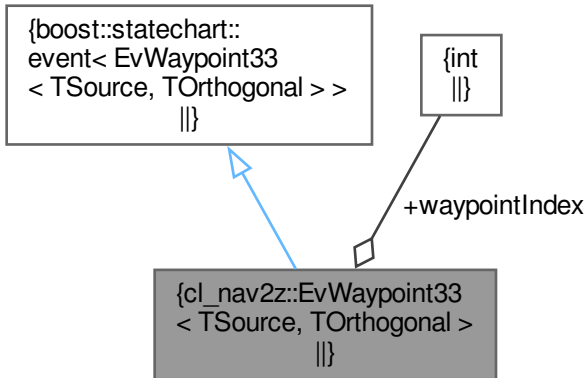 {boost::statechart::
event< EvWaypoint33
< TSource, TOrthogonal > >
||}
{int
||}
+waypointIndex
{cl_nav2z::EvWaypoint33
< TSource, TOrthogonal >
||}